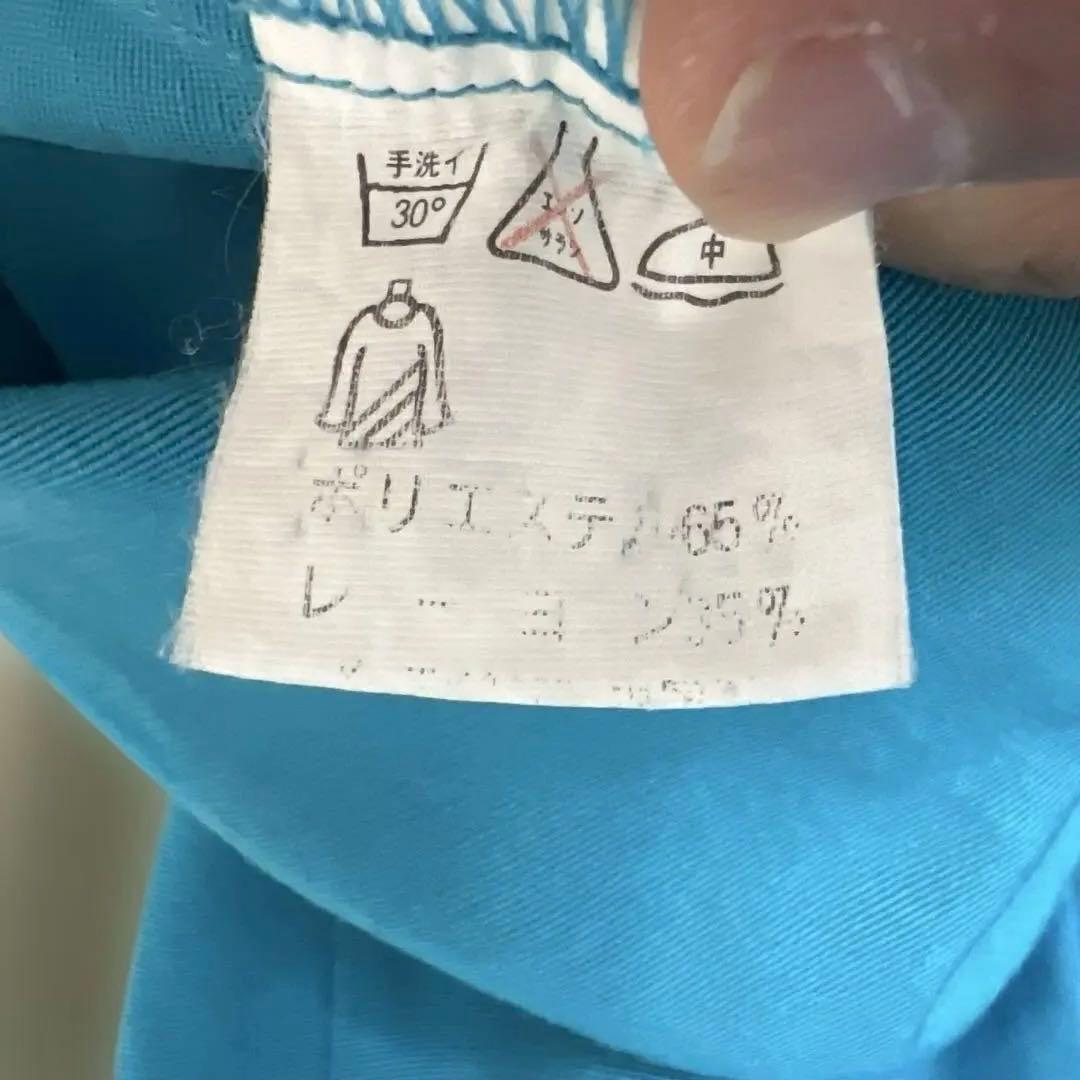 手洗イ
30°
エンソ
サラシ
中
ポリエステル65%
レーヨン35%